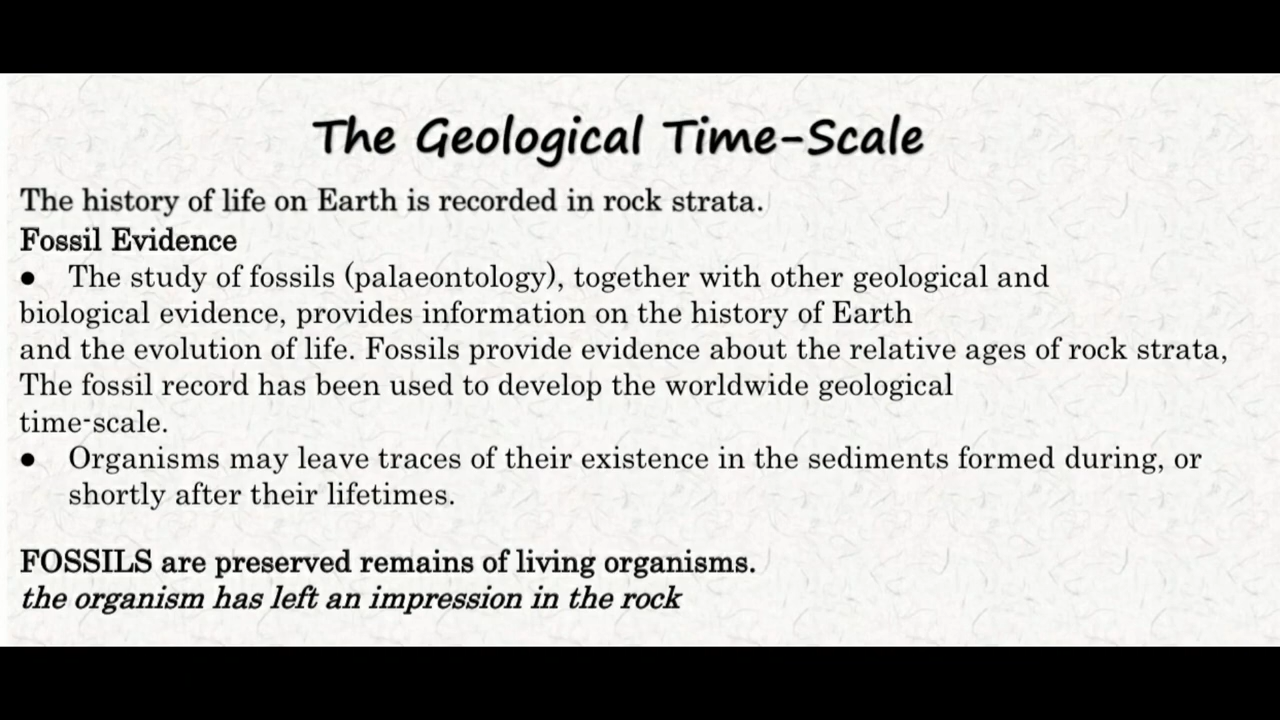 The Geological Time-Scale
The history of life on Earth is recorded in rock strata.
Fossil Evidence
● The study of fossils (palaeontology), together with other geological and
biological evidence, provides information on the history of Earth
and the evolution of life. Fossils provide evidence about the relative ages of rock strata,
The fossil record has been used to develop the worldwide geological
time-scale.
● Organisms may leave traces of their existence in the sediments formed during, or
shortly after their lifetimes.
FOSSILS are preserved remains of living organisms.
the organism has left an impression in the rock